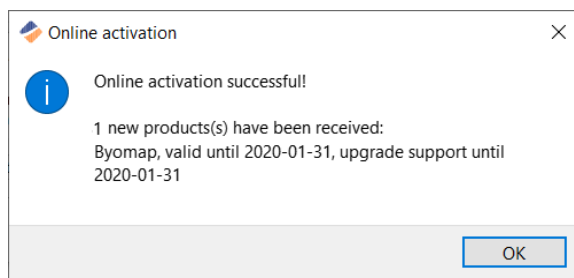 Online activation
Online activation successful!
1 new products(s) have been received:
Byomap, valid until 2020-01-31, upgrade support until
2020-01-31
OK